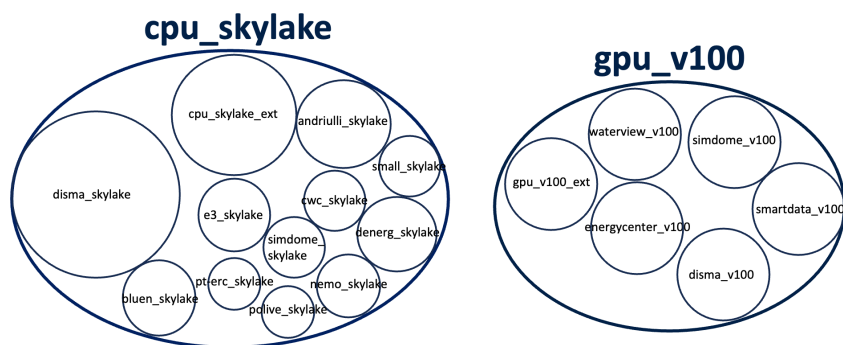 cpu_skylake
gpu_v100
cpu_skylake_ext
andriulli_skylake
small_skylake
disma_skylake
cwc_skylake
e3_skylake
denerg_skylake
simdome_
skylake
pt-erc_skylake
nemo_skylake
bluen_skylake
polive_skylake
waterview_v100
simdome_v100
gpu_v100_ext
smartdata_v100
energycenter_v100
disma_v100